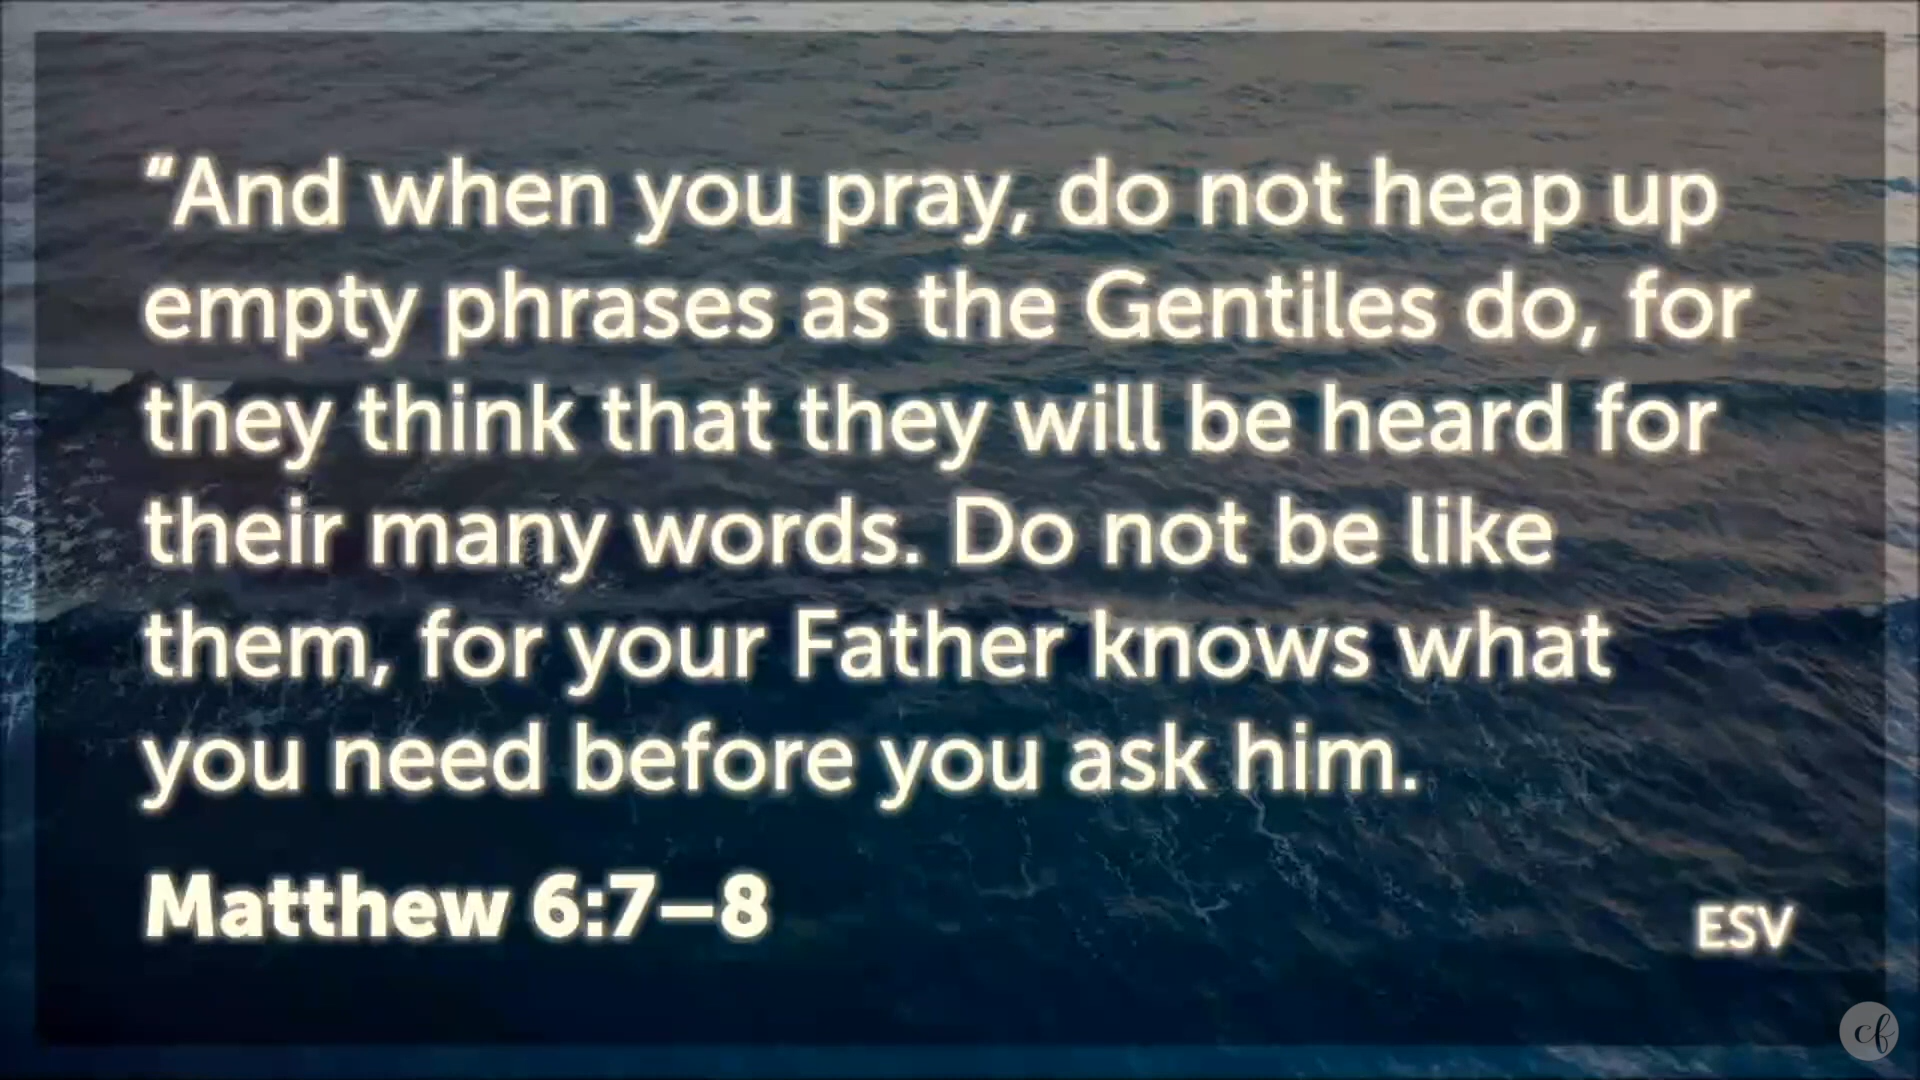 “And when you pray, do not heap up
empty phrases as the Gentiles do, for
they think that they will be heard for
their many words. Do not be like
them, for your Father knows what
you need before you ask him.
Matthew 6:7–8
ESV
cf